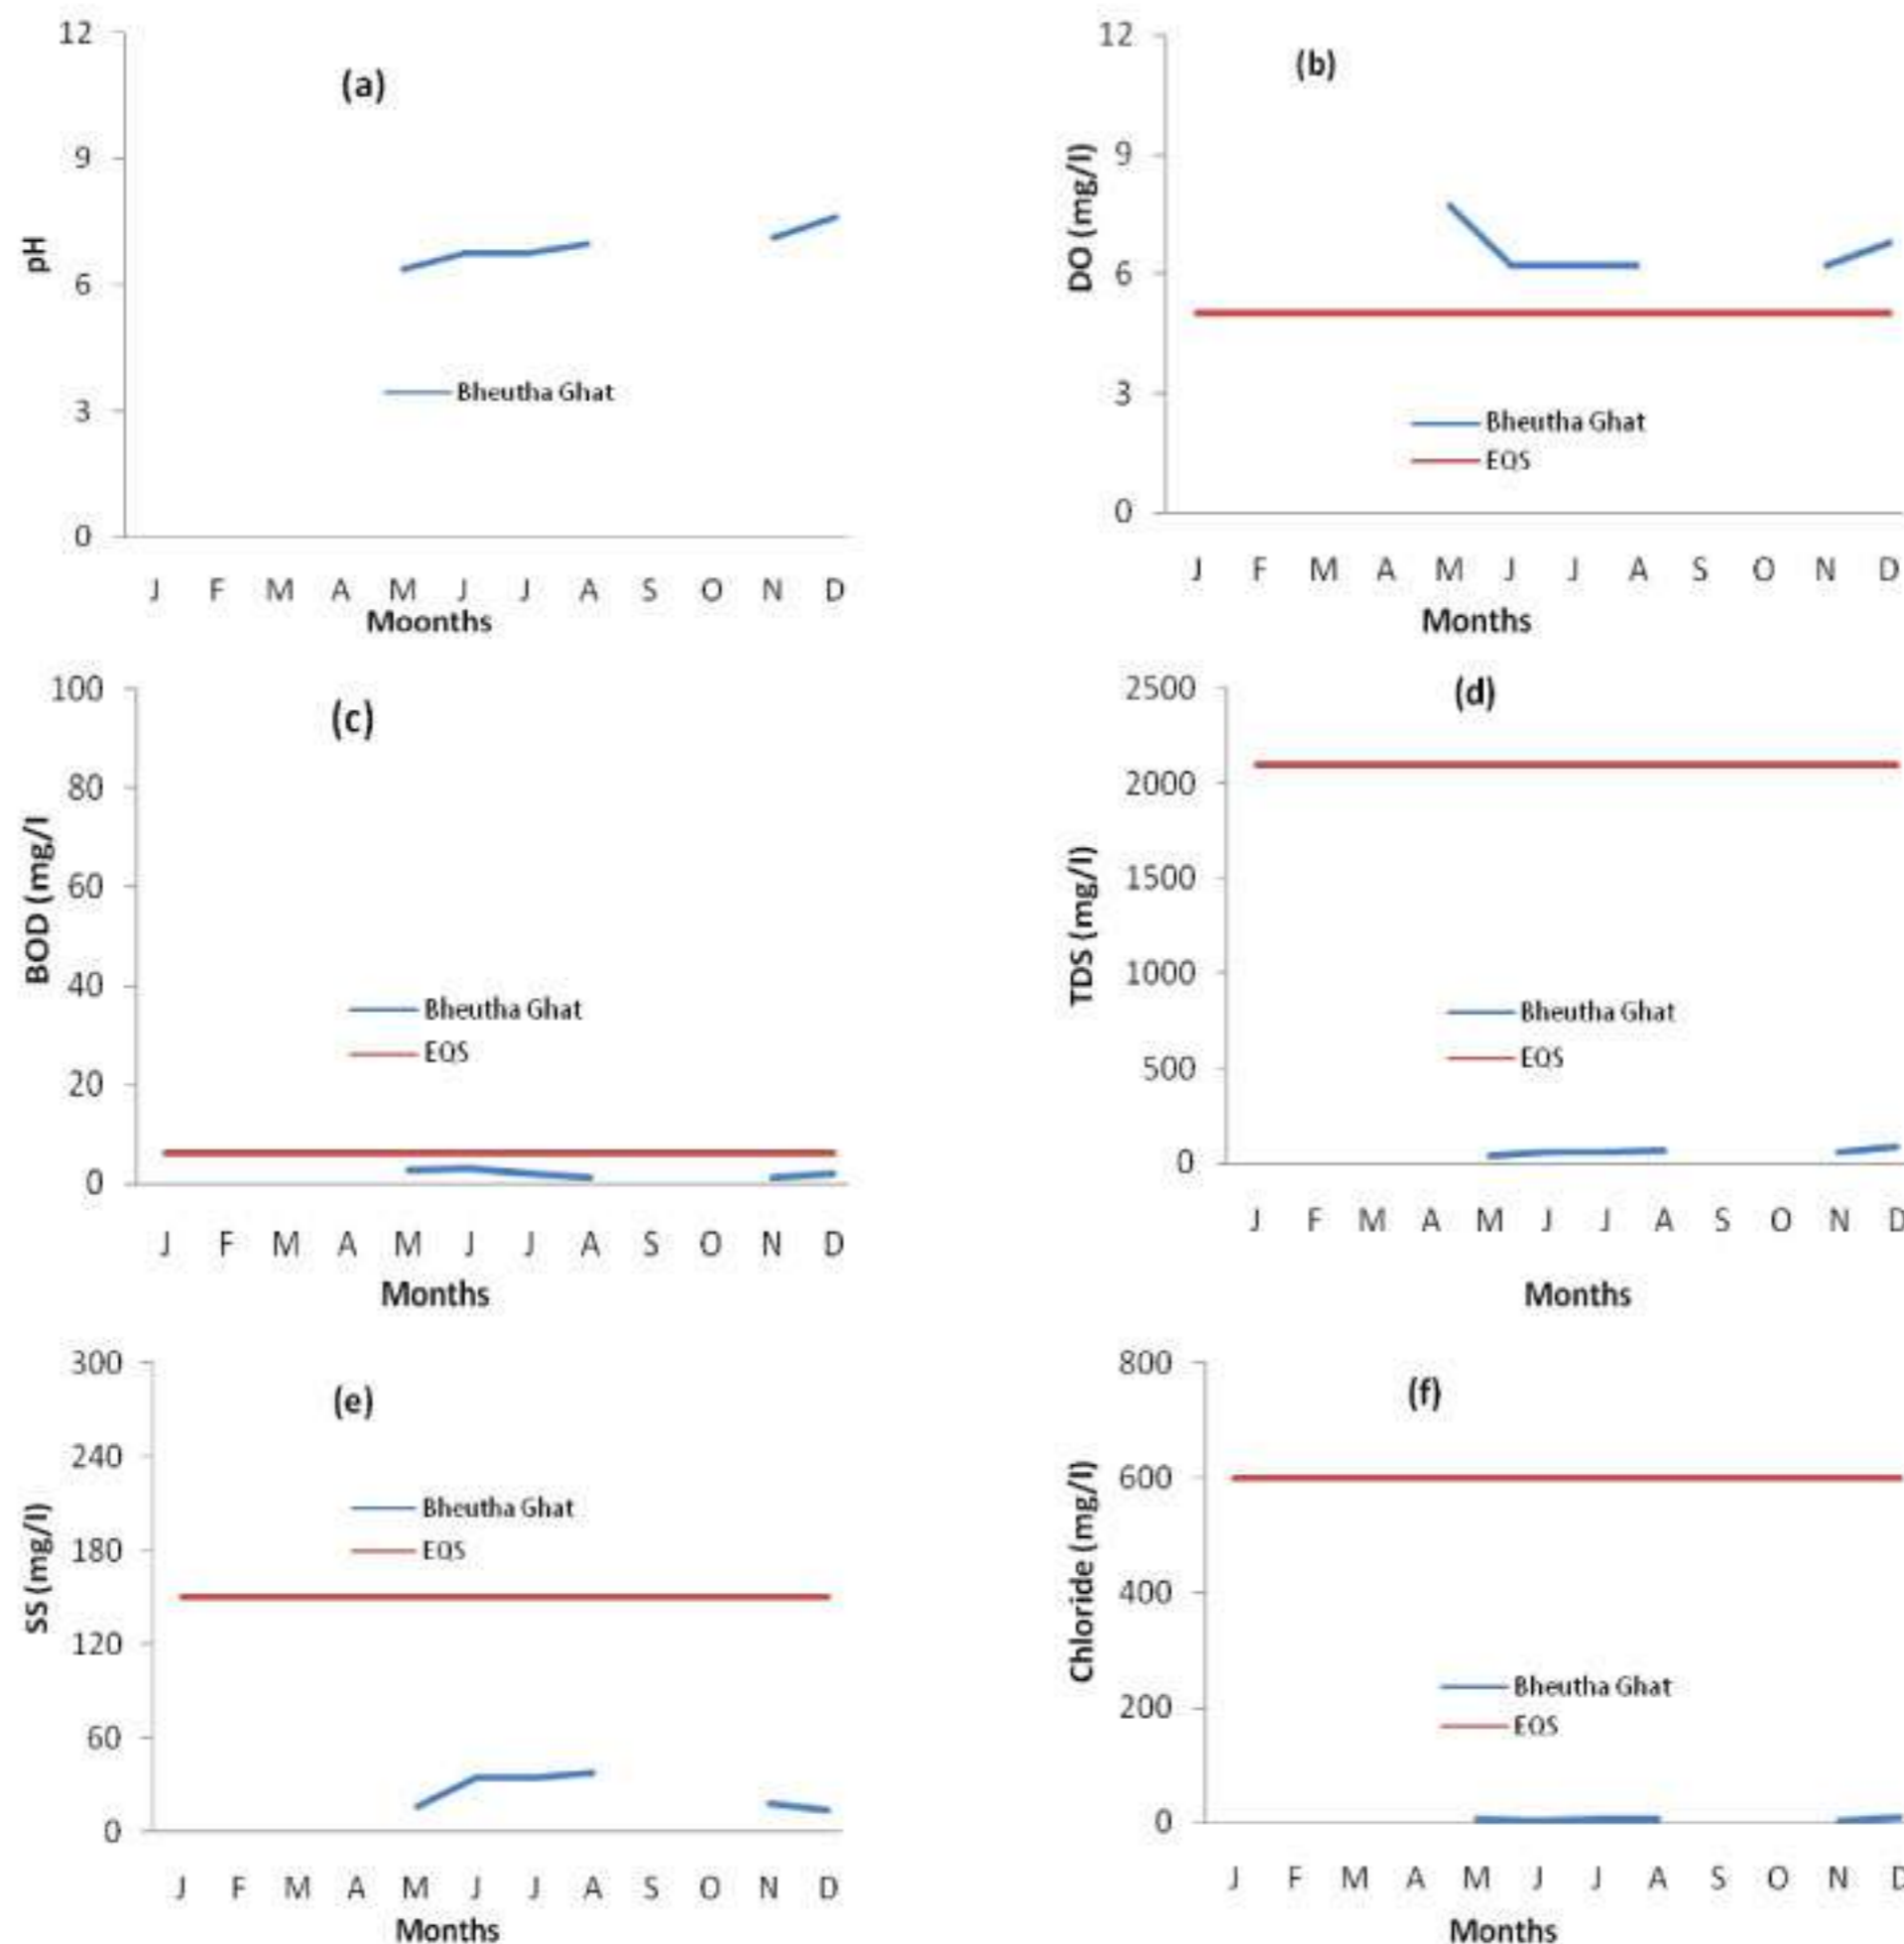 12
(a)
9
pH
6
Bheutha Ghat
3
0
J F M A M J J A S O N D
Moonths
12
(b)
9
DO (mg/l)
6
3
Bheutha Ghat
EQS
0
J F M A M J J A S O N D
Months
100
(c)
80
60
BOD (mg/l
40
Bheutha Ghat
EQS
20
0
J F M A M J J A S O N D
Months
2500
(d)
2000
1500
TDS (mg/l)
1000
Bheutha Ghat
EQS
500
0
J F M A M J J A S O N D
Months
300
(e)
240
Bheutha Ghat
180
EQS
SS (mg/l)
120
60
0
J F M A M J J A S O N D
Months
800
(f)
600
Chloride (mg/l)
400
Bheutha Ghat
200
EQS
0
J F M A M J J A S O N D
Months